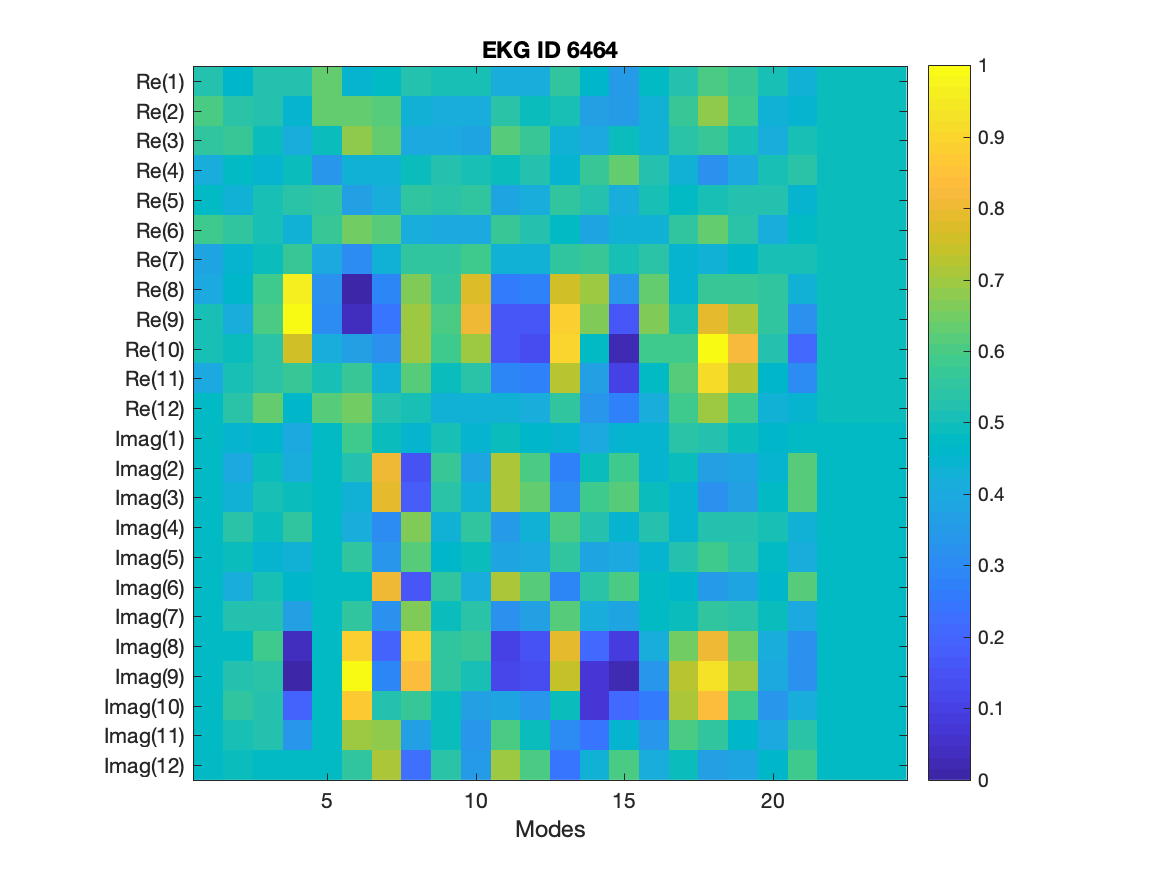 EKG ID 6464
Re(1)
Re(2)
Re(3)
Re(4)
Re(5)
Re(6)
Re(7)
Re(8)
Re(9)
Re(10)
Re(11)
Re(12)
Imag(1)
Imag(2)
Imag(3)
Imag(4)
Imag(5)
Imag(6)
Imag(7)
Imag(8)
Imag(9)
Imag(10)
Imag(11)
Imag(12)
5 10 15 20
Modes
1
0.9
0.8
0.7
0.6
0.5
0.4
0.3
0.2
0.1
0